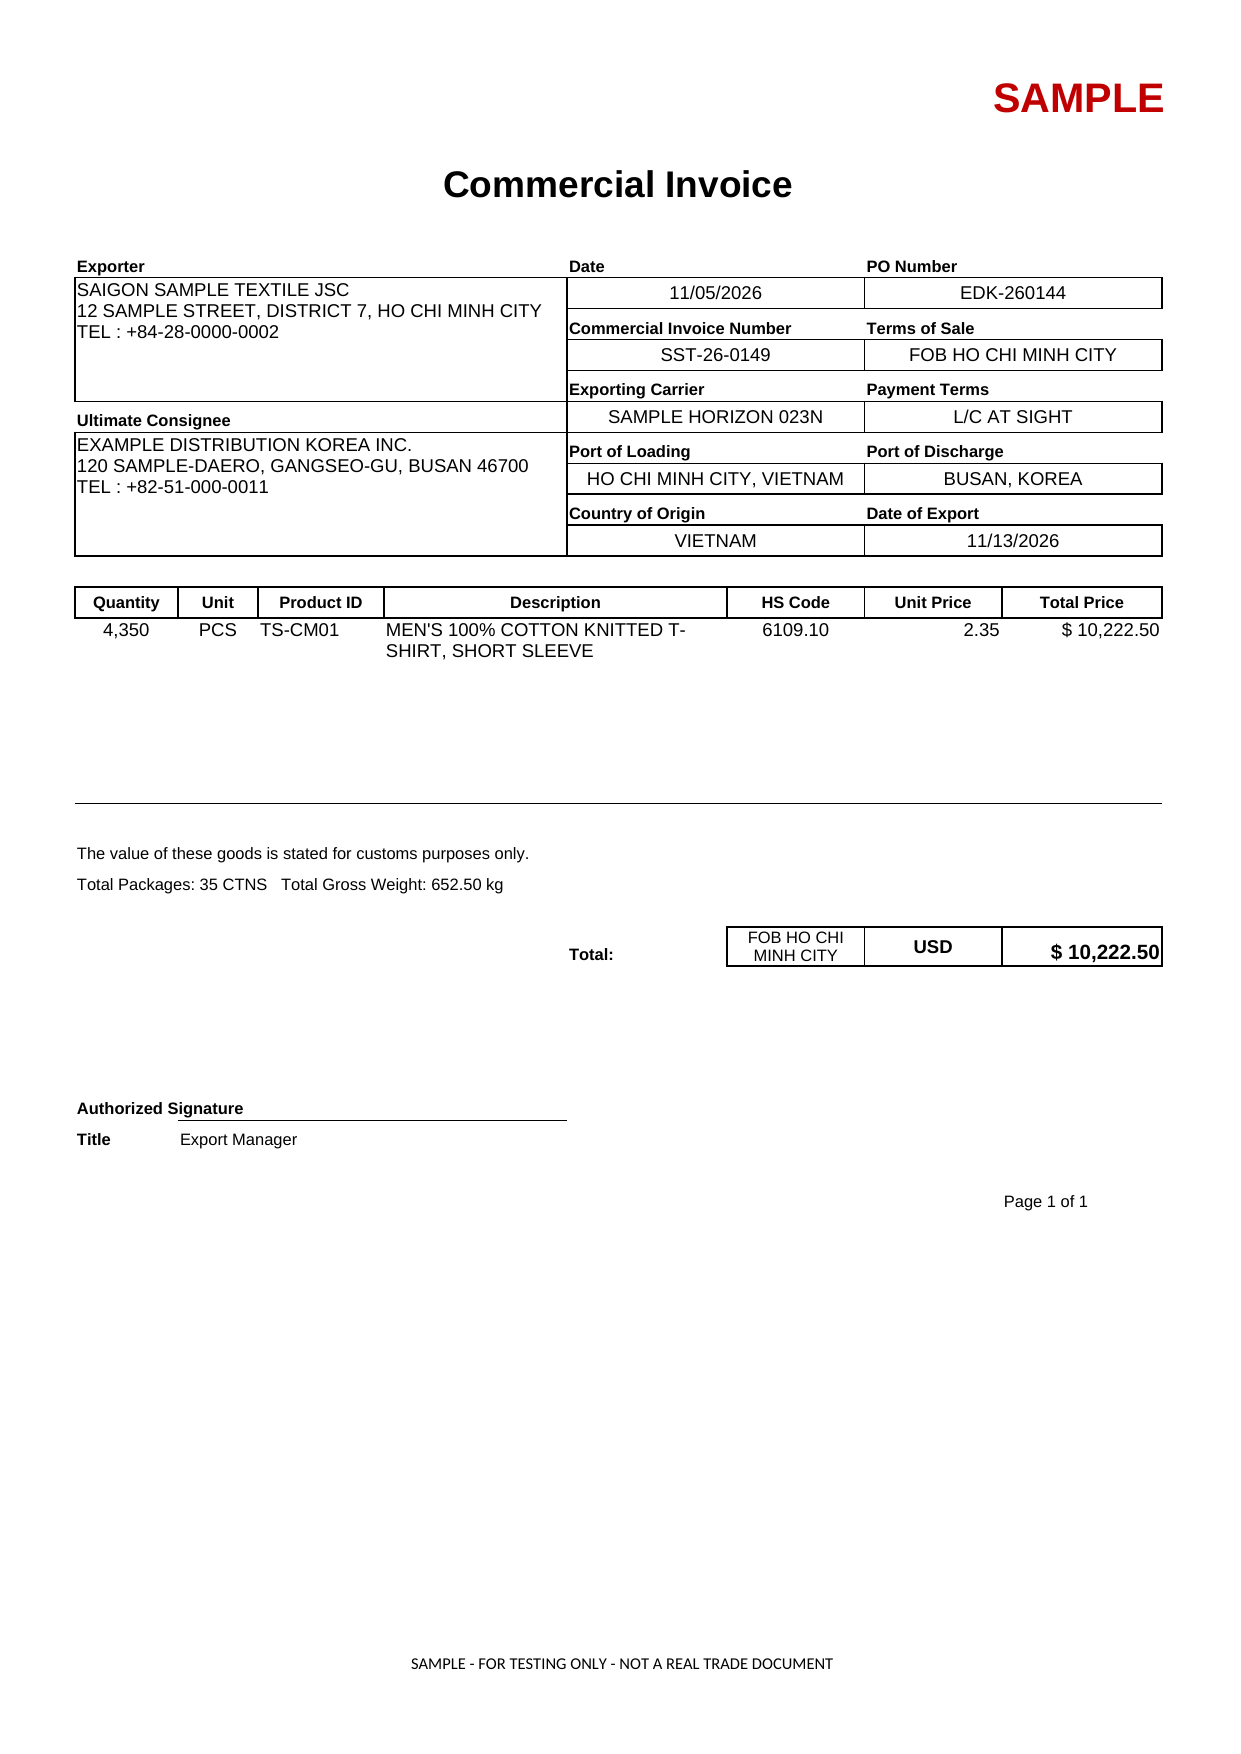 SAMPLE
Commercial Invoice
Exporter
Date
PO Number
SAIGON SAMPLE TEXTILE JSC
12 SAMPLE STREET, DISTRICT 7, HO CHI MINH CITY
TEL : +84-28-0000-0002
11/05/2026
EDK-260144
Commercial Invoice Number
Terms of Sale
SST-26-0149
FOB HO CHI MINH CITY
Exporting Carrier
Payment Terms
SAMPLE HORIZON 023N
L/C AT SIGHT
Ultimate Consignee
EXAMPLE DISTRIBUTION KOREA INC.
120 SAMPLE-DAERO, GANGSEO-GU, BUSAN 46700
TEL : +82-51-000-0011
Port of Loading
Port of Discharge
HO CHI MINH CITY, VIETNAM
BUSAN, KOREA
Country of Origin
Date of Export
VIETNAM
11/13/2026
Quantity Unit Product ID Description HS Code Unit Price Total Price
4,350 PCS TS-CM01 MEN'S 100% COTTON KNITTED T- 6109.10 2.35 $ 10,222.50
SHIRT, SHORT SLEEVE
The value of these goods is stated for customs purposes only.
Total Packages: 35 CTNS Total Gross Weight: 652.50 kg
Total:
FOB HO CHI
MINH CITY
USD
$ 10,222.50
Authorized Signature
Title Export Manager
Page 1 of 1
SAMPLE - FOR TESTING ONLY - NOT A REAL TRADE DOCUMENT